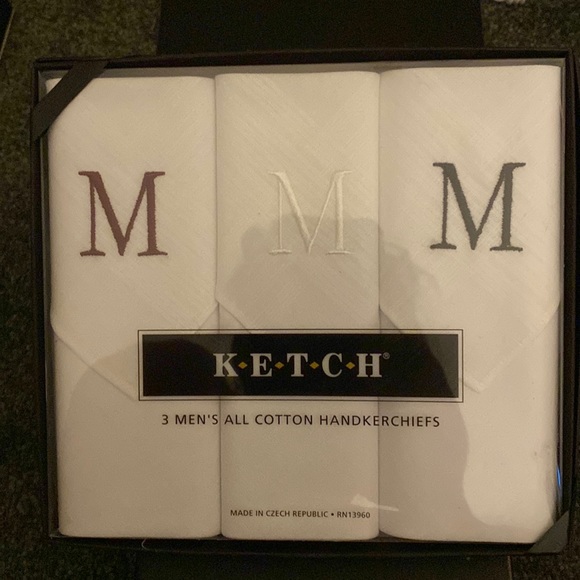 M M M
K•E•T•C•H®
3 MEN'S ALL COTTON HANDKERCHIEFS
MADE IN CZECH REPUBLIC • RN13960